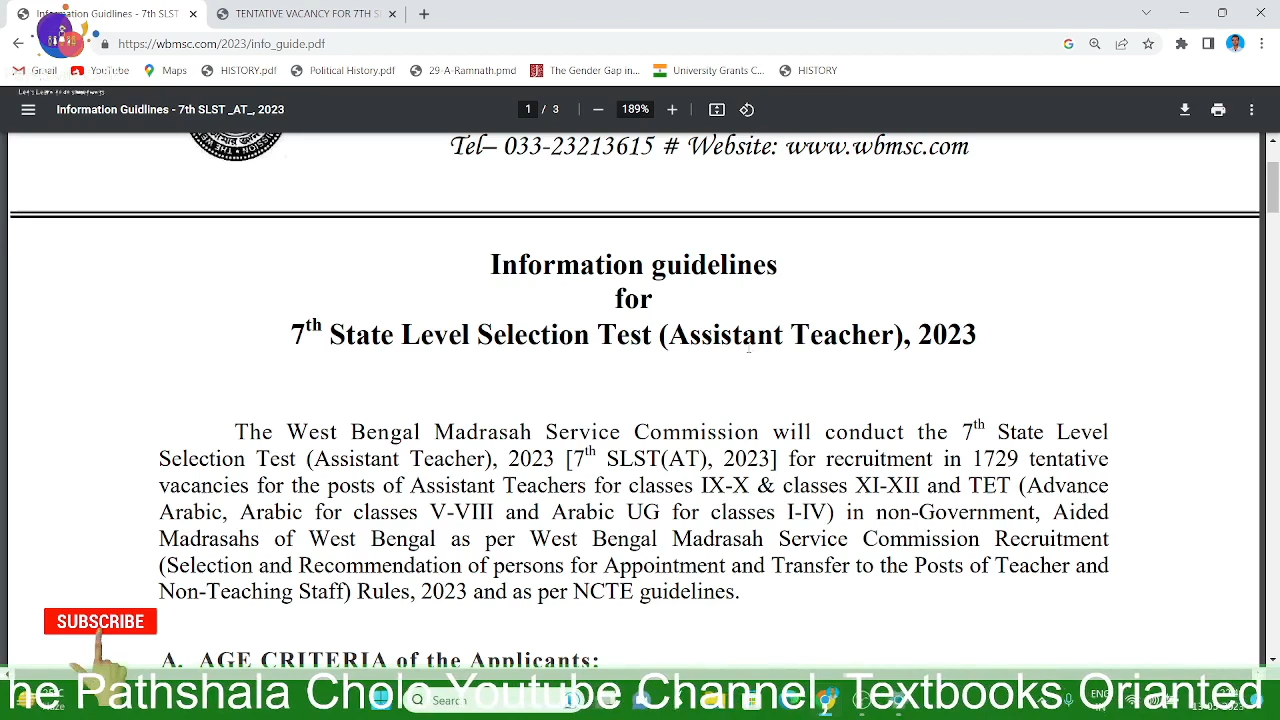 Information Guidlines - 7th SLST
TENTATIVE VACANCY FOR 7TH S
https://wbmsc.com/2023/info_guide.pdf
Gmail YouTube Maps HISTORY.pdf Political History.pdf 29-A-Ramnath.pmd The Gender Gap in... University Grants C... HISTORY
Information Guidlines - 7th SLST _AT_, 2023
1 / 3
189%
Tel– 033-23213615 # Website: www.wbmsc.com
Information guidelines
for
7th State Level Selection Test (Assistant Teacher), 2023
The West Bengal Madrasah Service Commission will conduct the 7th State Level
Selection Test (Assistant Teacher), 2023 [7th SLST(AT), 2023] for recruitment in 1729 tentative
vacancies for the posts of Assistant Teachers for classes IX-X & classes XI-XII and TET (Advance
Arabic, Arabic for classes V-VIII and Arabic UG for classes I-IV) in non-Government, Aided
Madrasahs of West Bengal as per West Bengal Madrasah Service Commission Recruitment
(Selection and Recommendation of persons for Appointment and Transfer to the Posts of Teacher and
Non-Teaching Staff) Rules, 2023 and as per NCTE guidelines.
SUBSCRIBE
A. AGE CRITERIA of the Applicants:
he Pathshala Cholo Youtube Channel, Textbooks Orianted
Search
ENG